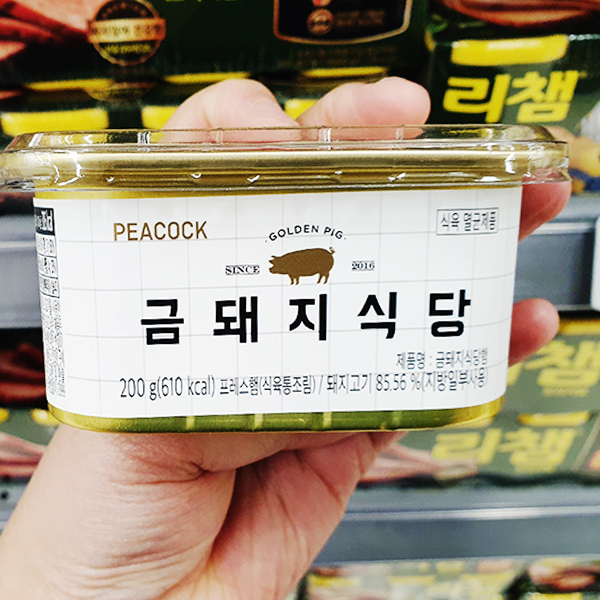 리챔
PEACOCK
GOLDEN PIG
식육 멸균제품
SINCE 2016
금돼지식당
제품명 : 금돼지식당햄
200 g(610 kcal) 프레스햄(식육통조림) / 돼지고기 85.56 %(지방일부사용)
리챔